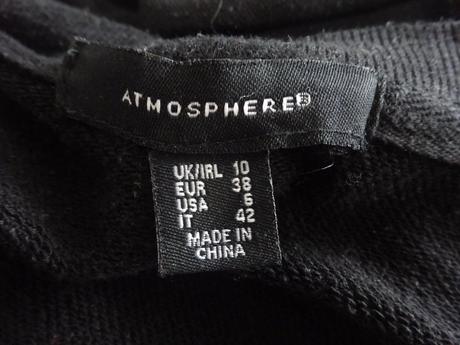 ATMOSPHERE®
UK/IRL 10
EUR 38
USA 6
IT 42
MADE IN
CHINA